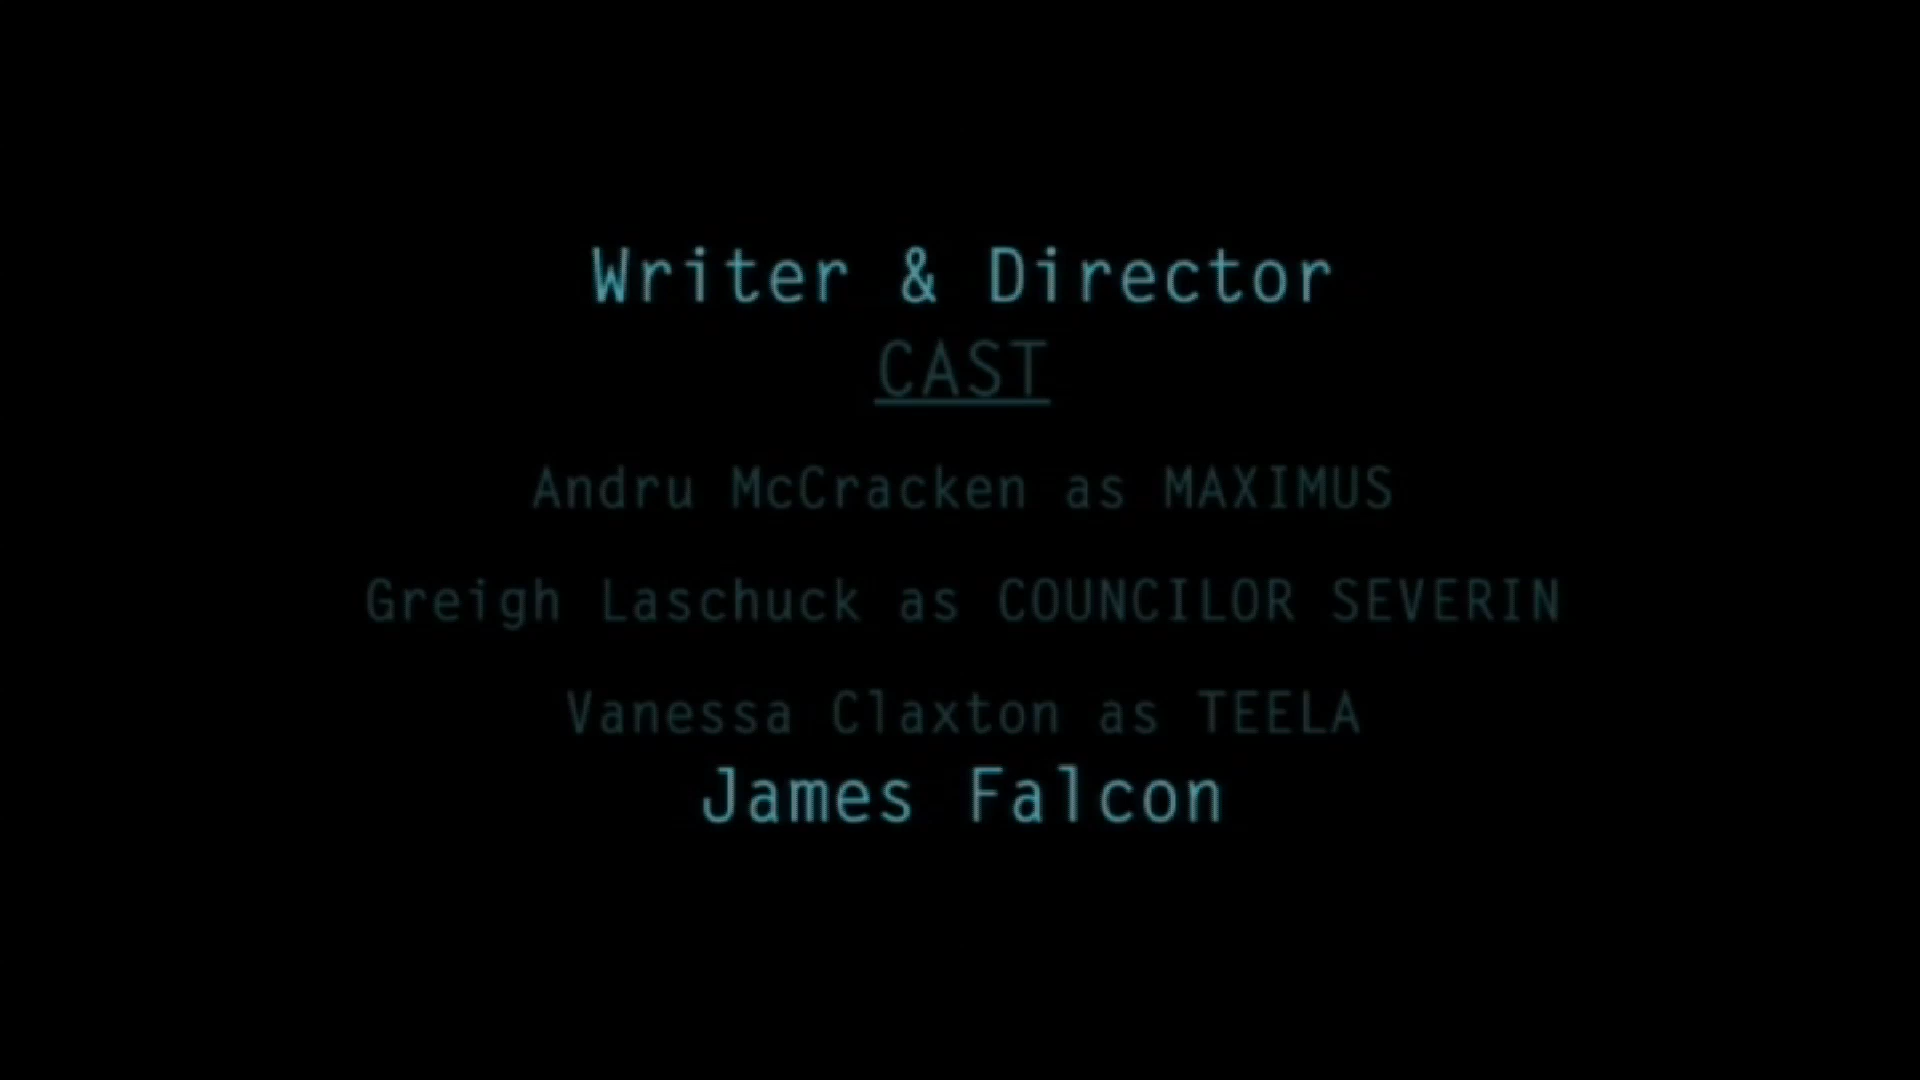 Writer & Director
CAST
Andru McCracken as MAXIMUS
Greigh Laschuck as COUNCILOR SEVERIN
Vanessa Claxton as TEELA
James Falcon